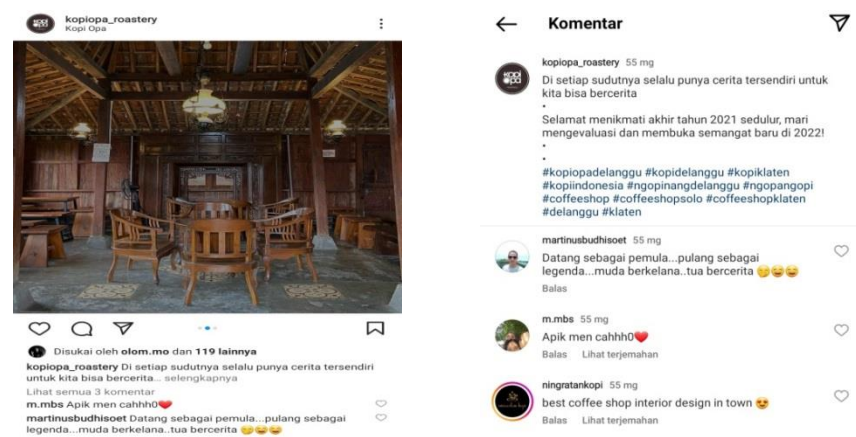 kopiopa_roastery
Kopi Opa
Disukai oleh olom.mo dan 119 lainnya
kopiopa_roastery Di setiap sudutnya selalu punya cerita tersendiri
untuk kita bisa bercerita... selengkapnya
Lihat semua 3 komentar
m.mbs Apik men cahhh0❤️
martinusbudhisoet Datang sebagai pemula...pulang sebagai
legenda...muda berkelana..tua bercerita 😏😄😄
Komentar
kopi
opa
kopiopa_roastery 55 mg
Di setiap sudutnya selalu punya cerita tersendiri untuk
kita bisa bercerita
•
Selamat menikmati akhir tahun 2021 sedulur, mari
mengevaluasi dan membuka semangat baru di 2022!
•
•
#kopiopadelanggu #kopidelanggu #kopiklaten
#kopiindonesia #ngopinangdelanggu #ngopangopi
#coffeeshop #coffeeshopsolo #coffeeshopklaten
#delanggu #klaten
martinusbudhisoet 55 mg
Datang sebagai pemula...pulang sebagai
legenda...muda berkelana..tua bercerita 😏😄😄
Balas
m.mbs 55 mg
Apik men cahhh0❤️
Balas Lihat terjemahan
ningratankopi 55 mg
best coffee shop interior design in town 😍
Balas Lihat terjemahan